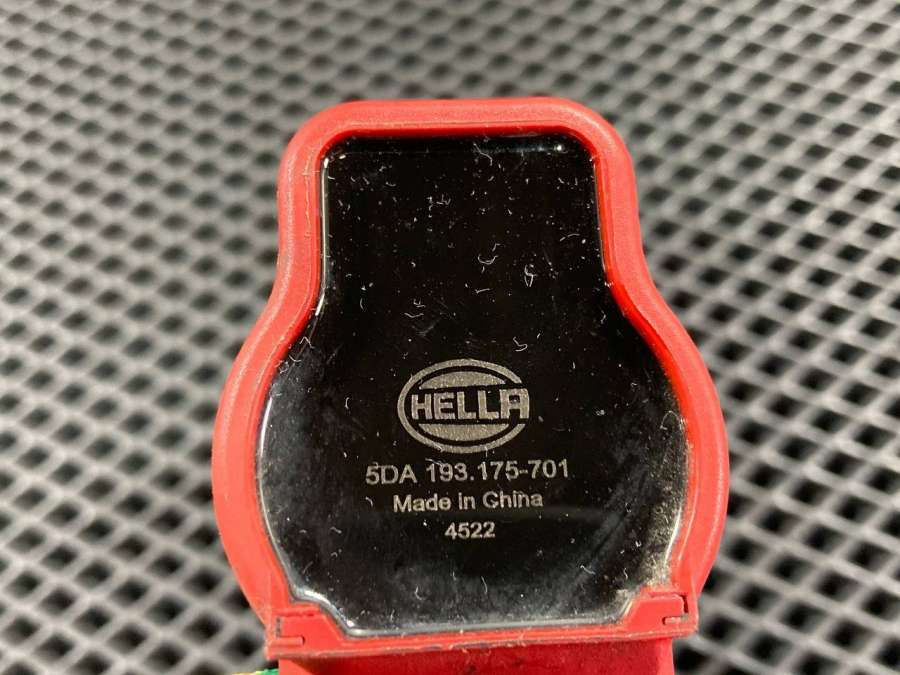 HELLA
5DA 193.175-701
Made in China
4522